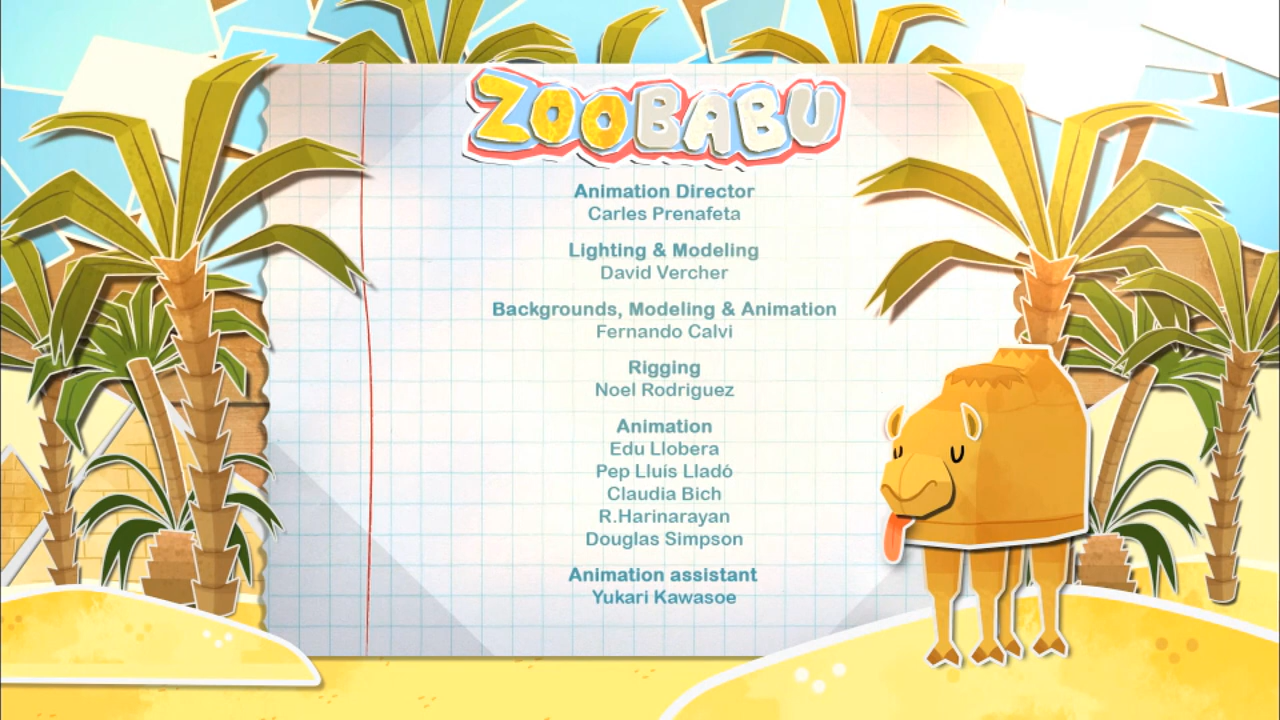 ZOOBABU
Animation Director
Carles Prenafeta
Lighting & Modeling
David Vercher
Backgrounds, Modeling & Animation
Fernando Calvi
Rigging
Noel Rodriguez
Animation
Edu Llobera
Pep Lluís Lladó
Claudia Bich
R.Harinarayan
Douglas Simpson
Animation assistant
Yukari Kawasoe